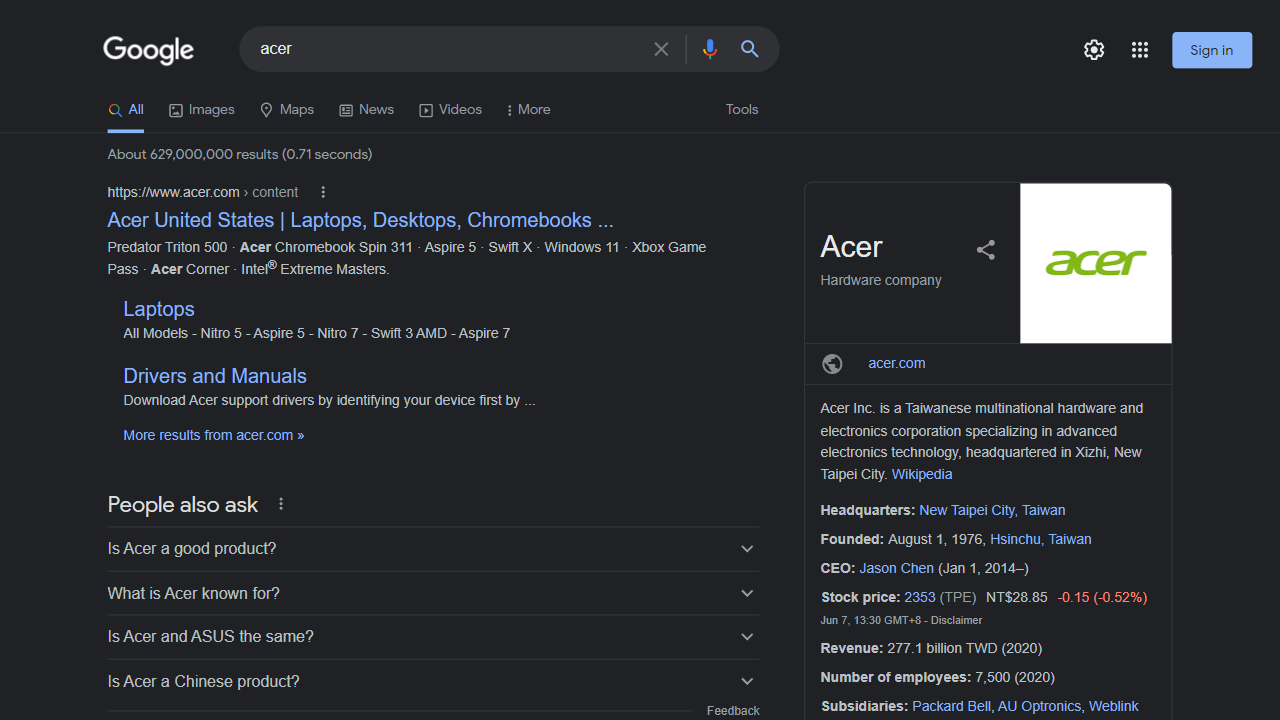 Google
acer
Sign in
All
Images
Maps
News
Videos
More
Tools
About 629,000,000 results (0.71 seconds)
https://www.acer.com › content
Acer United States | Laptops, Desktops, Chromebooks ...
Predator Triton 500 · Acer Chromebook Spin 311 · Aspire 5 · Swift X · Windows 11 · Xbox Game
Pass · Acer Corner · Intel® Extreme Masters.
Laptops
All Models - Nitro 5 - Aspire 5 - Nitro 7 - Swift 3 AMD - Aspire 7
Drivers and Manuals
Download Acer support drivers by identifying your device first by ...
More results from acer.com »
People also ask
Is Acer a good product?
What is Acer known for?
Is Acer and ASUS the same?
Is Acer a Chinese product?
Feedback
Acer
Hardware company
acer
acer.com
Acer Inc. is a Taiwanese multinational hardware and
electronics corporation specializing in advanced
electronics technology, headquartered in Xizhi, New
Taipei City. Wikipedia
Headquarters: New Taipei City, Taiwan
Founded: August 1, 1976, Hsinchu, Taiwan
CEO: Jason Chen (Jan 1, 2014–)
Stock price: 2353 (TPE) NT$28.85 -0.15 (-0.52%)
Jun 7, 13:30 GMT+8 - Disclaimer
Revenue: 277.1 billion TWD (2020)
Number of employees: 7,500 (2020)
Subsidiaries: Packard Bell, AU Optronics, Weblink